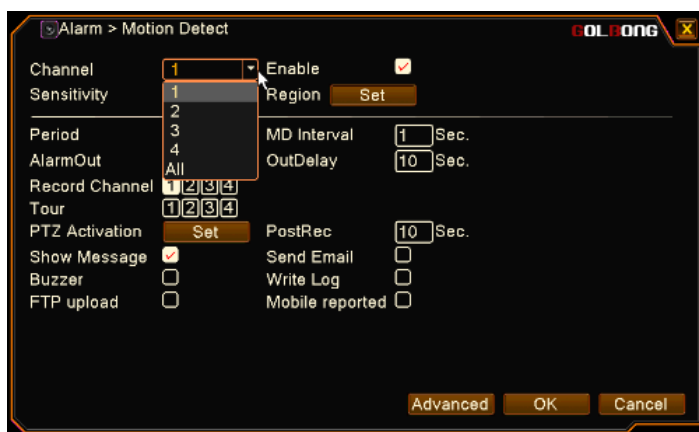 Alarm > Motion Detect GOLBONG X
Channel 1 Enable
Sensitivity 1 Region Set
2
Period 3 MD Interval 1 Sec.
4
AlarmOut All OutDelay 10 Sec.
Record Channel 1 2 3 4
Tour 1 2 3 4
PTZ Activation Set PostRec 10 Sec.
Show Message Send Email
Buzzer Write Log
FTP upload Mobile reported
Advanced OK Cancel